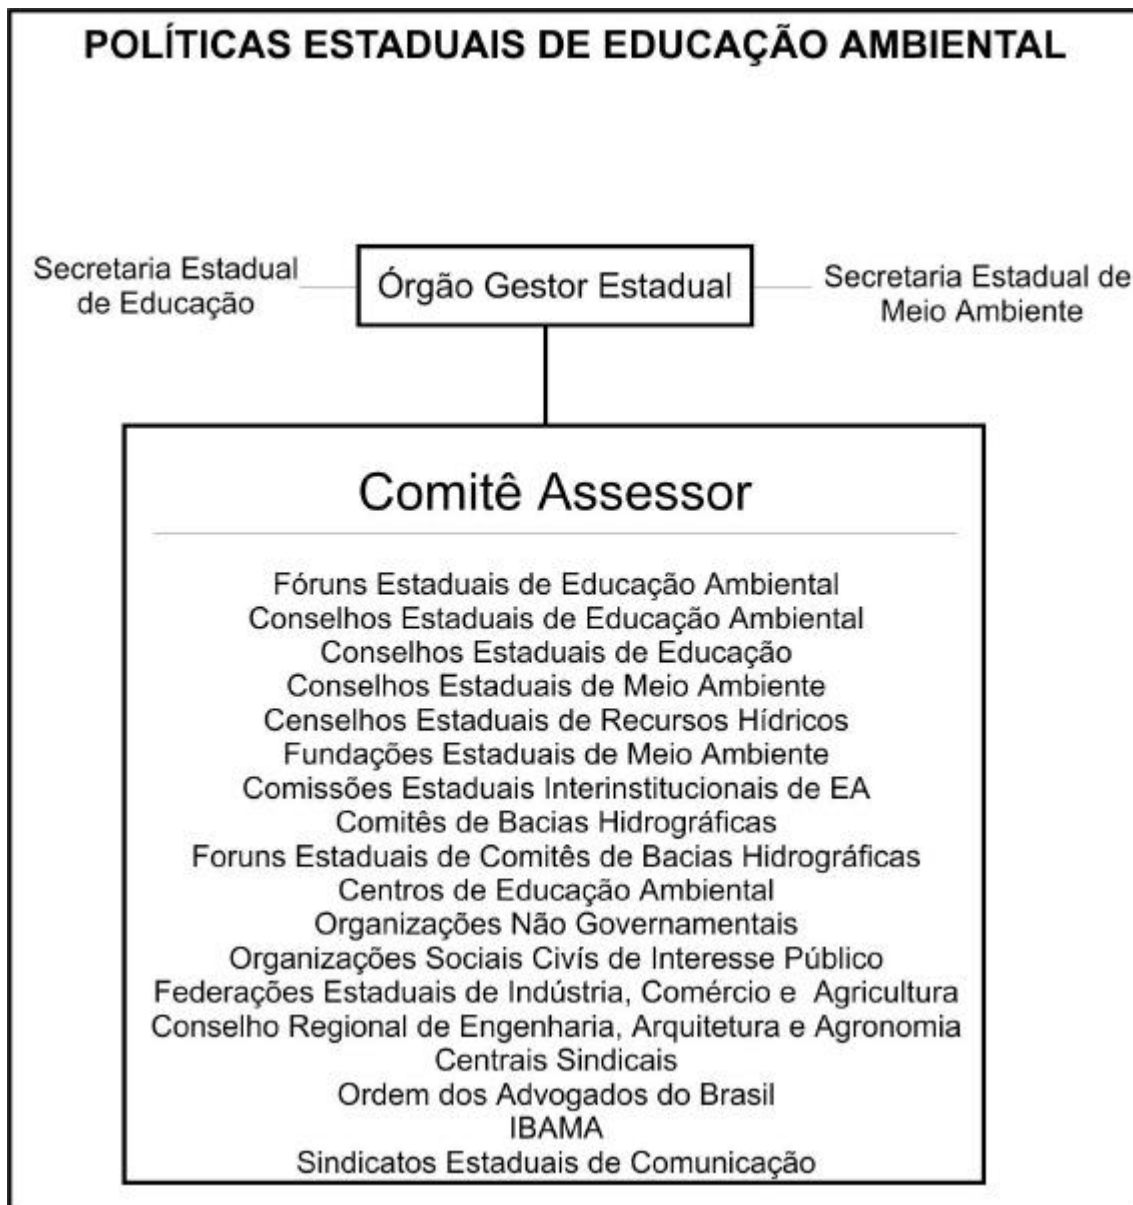 POLÍTICAS ESTADUAIS DE EDUCAÇÃO AMBIENTAL
Secretaria Estadual
de Educação
Órgão Gestor Estadual
Secretaria Estadual de
Meio Ambiente
Comitê Assessor
Fóruns Estaduais de Educação Ambiental
Conselhos Estaduais de Educação Ambiental
Conselhos Estaduais de Educação
Conselhos Estaduais de Meio Ambiente
Censelhos Estaduais de Recursos Hídricos
Fundações Estaduais de Meio Ambiente
Comissões Estaduais Interinstitucionais de EA
Comitês de Bacias Hidrográficas
Foruns Estaduais de Comitês de Bacias Hidrográficas
Centros de Educação Ambiental
Organizações Não Governamentais
Organizações Sociais Civís de Interesse Público
Federações Estaduais de Indústria, Comércio e Agricultura
Conselho Regional de Engenharia, Arquitetura e Agronomia
Centrais Sindicais
Ordem dos Advogados do Brasil
IBAMA
Sindicatos Estaduais de Comunicação